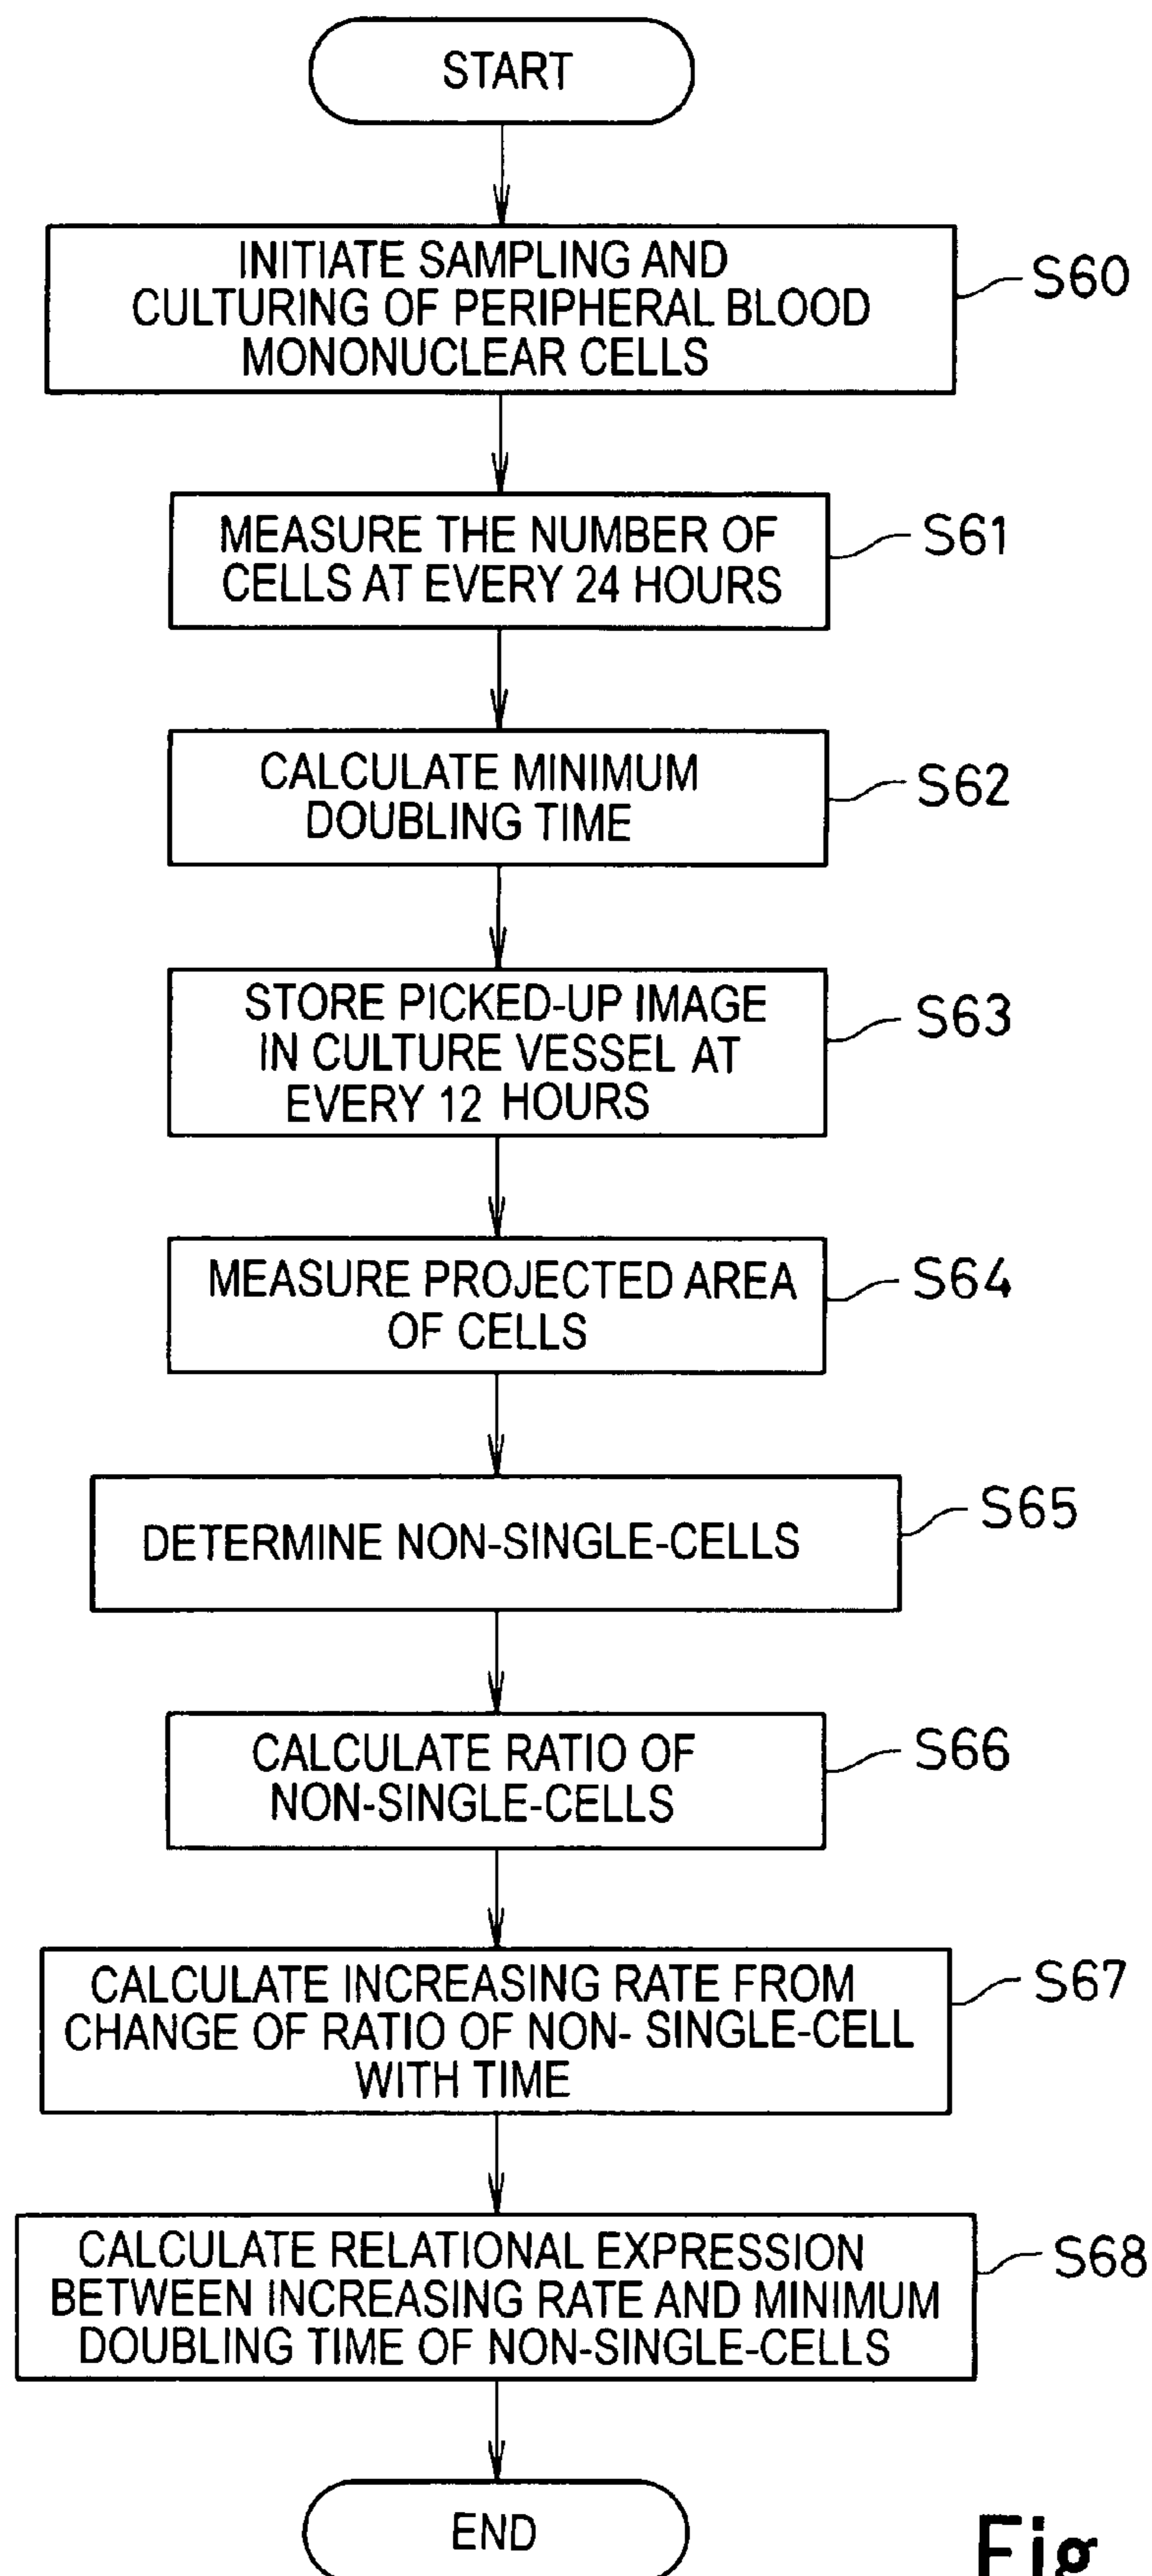 START
INITIATE SAMPLING AND
CULTURING OF PERIPHERAL BLOOD
MONONUCLEAR CELLS
S60
MEASURE THE NUMBER OF
CELLS AT EVERY 24 HOURS
S61
CALCULATE MINIMUM
DOUBLING TIME
S62
STORE PICKED-UP IMAGE
IN CULTURE VESSEL AT
EVERY 12 HOURS
S63
MEASURE PROJECTED AREA
OF CELLS
S64
DETERMINE NON-SINGLE-CELLS
S65
CALCULATE RATIO OF
NON-SINGLE-CELLS
S66
CALCULATE INCREASING RATE FROM
CHANGE OF RATIO OF NON- SINGLE-CELL
WITH TIME
S67
CALCULATE RELATIONAL EXPRESSION
BETWEEN INCREASING RATE AND MINIMUM
DOUBLING TIME OF NON-SINGLE-CELLS
S68
END
Fig